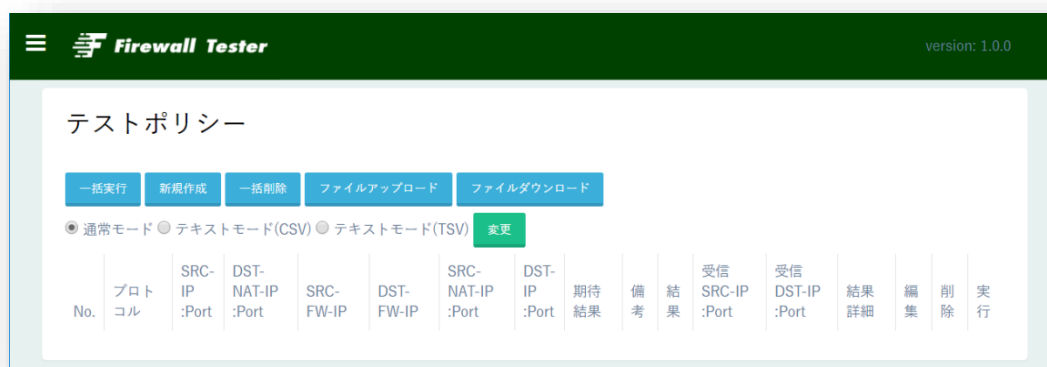 Firewall Tester
version: 1.0.0
テストポリシー
一括実行 新規作成 一括削除 ファイルアップロード ファイルダウンロード
通常モード テキストモード(CSV) テキストモード(TSV) 変更
No. プロトコル SRC-IP:Port DST-NAT-IP:Port SRC-FW-IP DST-FW-IP SRC-NAT-IP:Port DST-IP:Port 期待結果 備考 結果 受信SRC-IP:Port 受信DST-IP:Port 結果詳細 編集 削除 実行